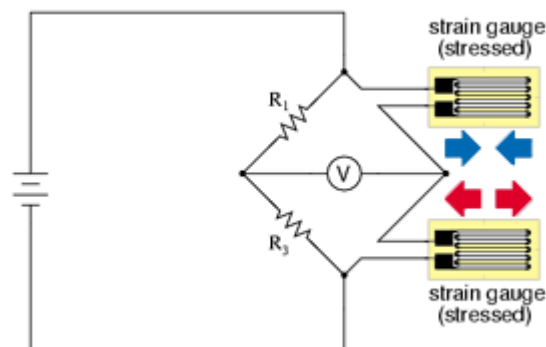 strain gauge
(stressed)
R1
V
R3
strain gauge
(stressed)